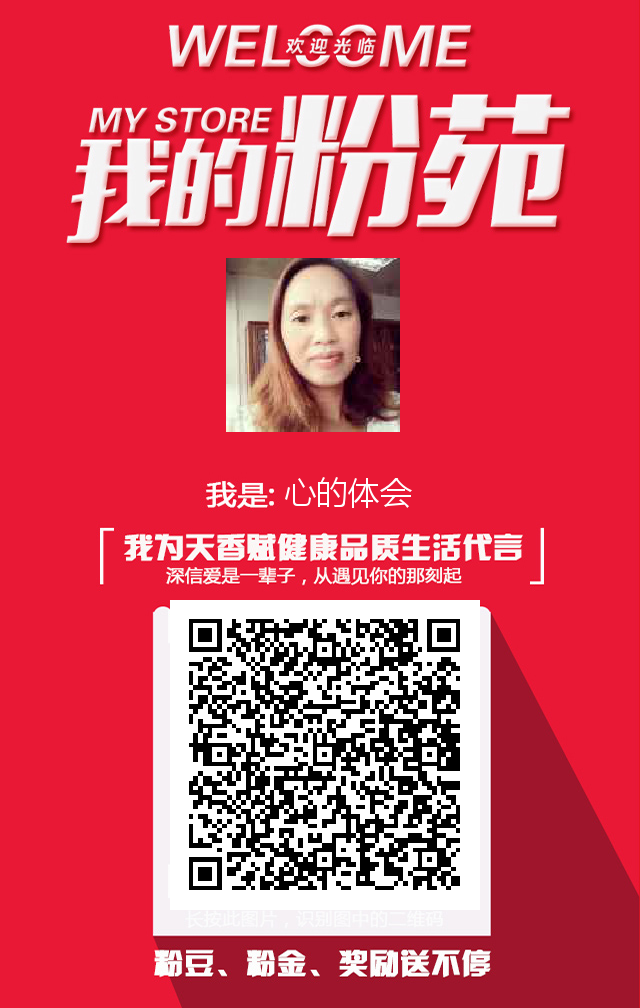 WELCOME
欢迎光临
MY STORE
我的粉苑
我是: 心的体会
我为天香赋健康品质生活代言
深信爱是一辈子，从遇见你的那刻起
长按此图片，识别图中的二维码
粉豆、粉金、奖励送不停